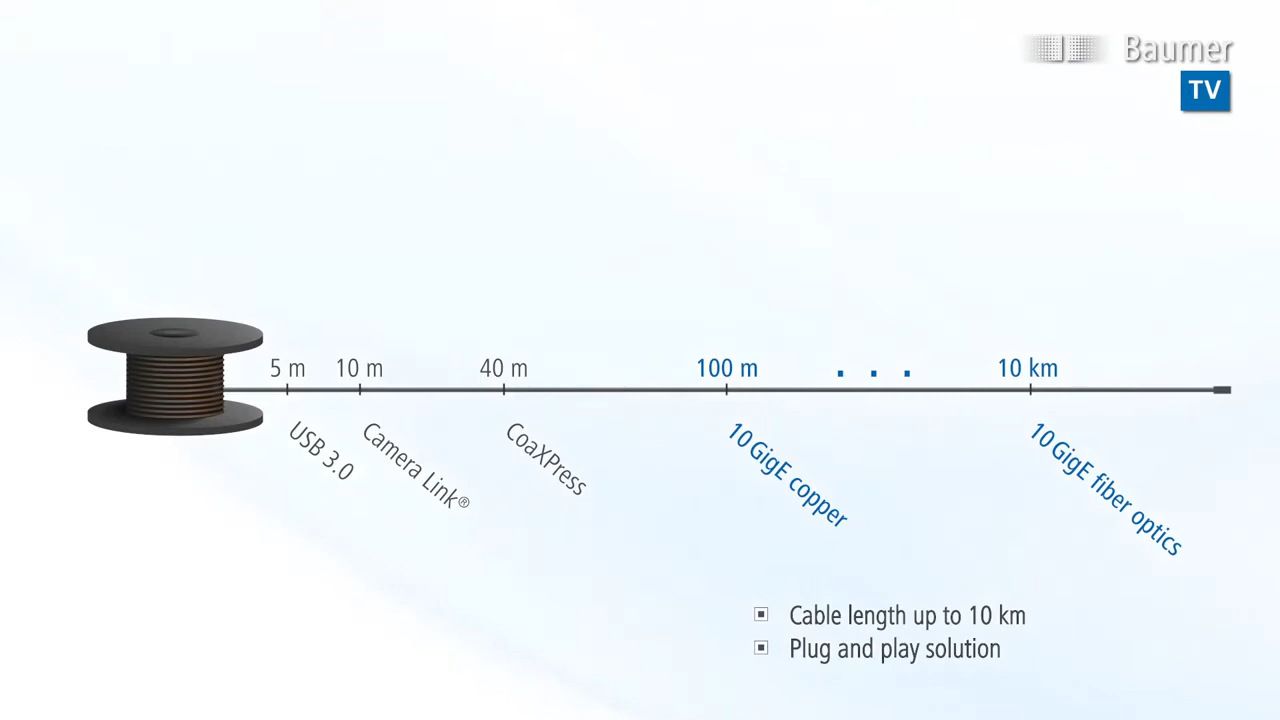 Baumer
TV
5 m
10 m
40 m
100 m
. . .
10 km
USB 3.0
Camera Link®
CoaXPress
10 GigE copper
10 GigE fiber optics
Cable length up to 10 km
Plug and play solution